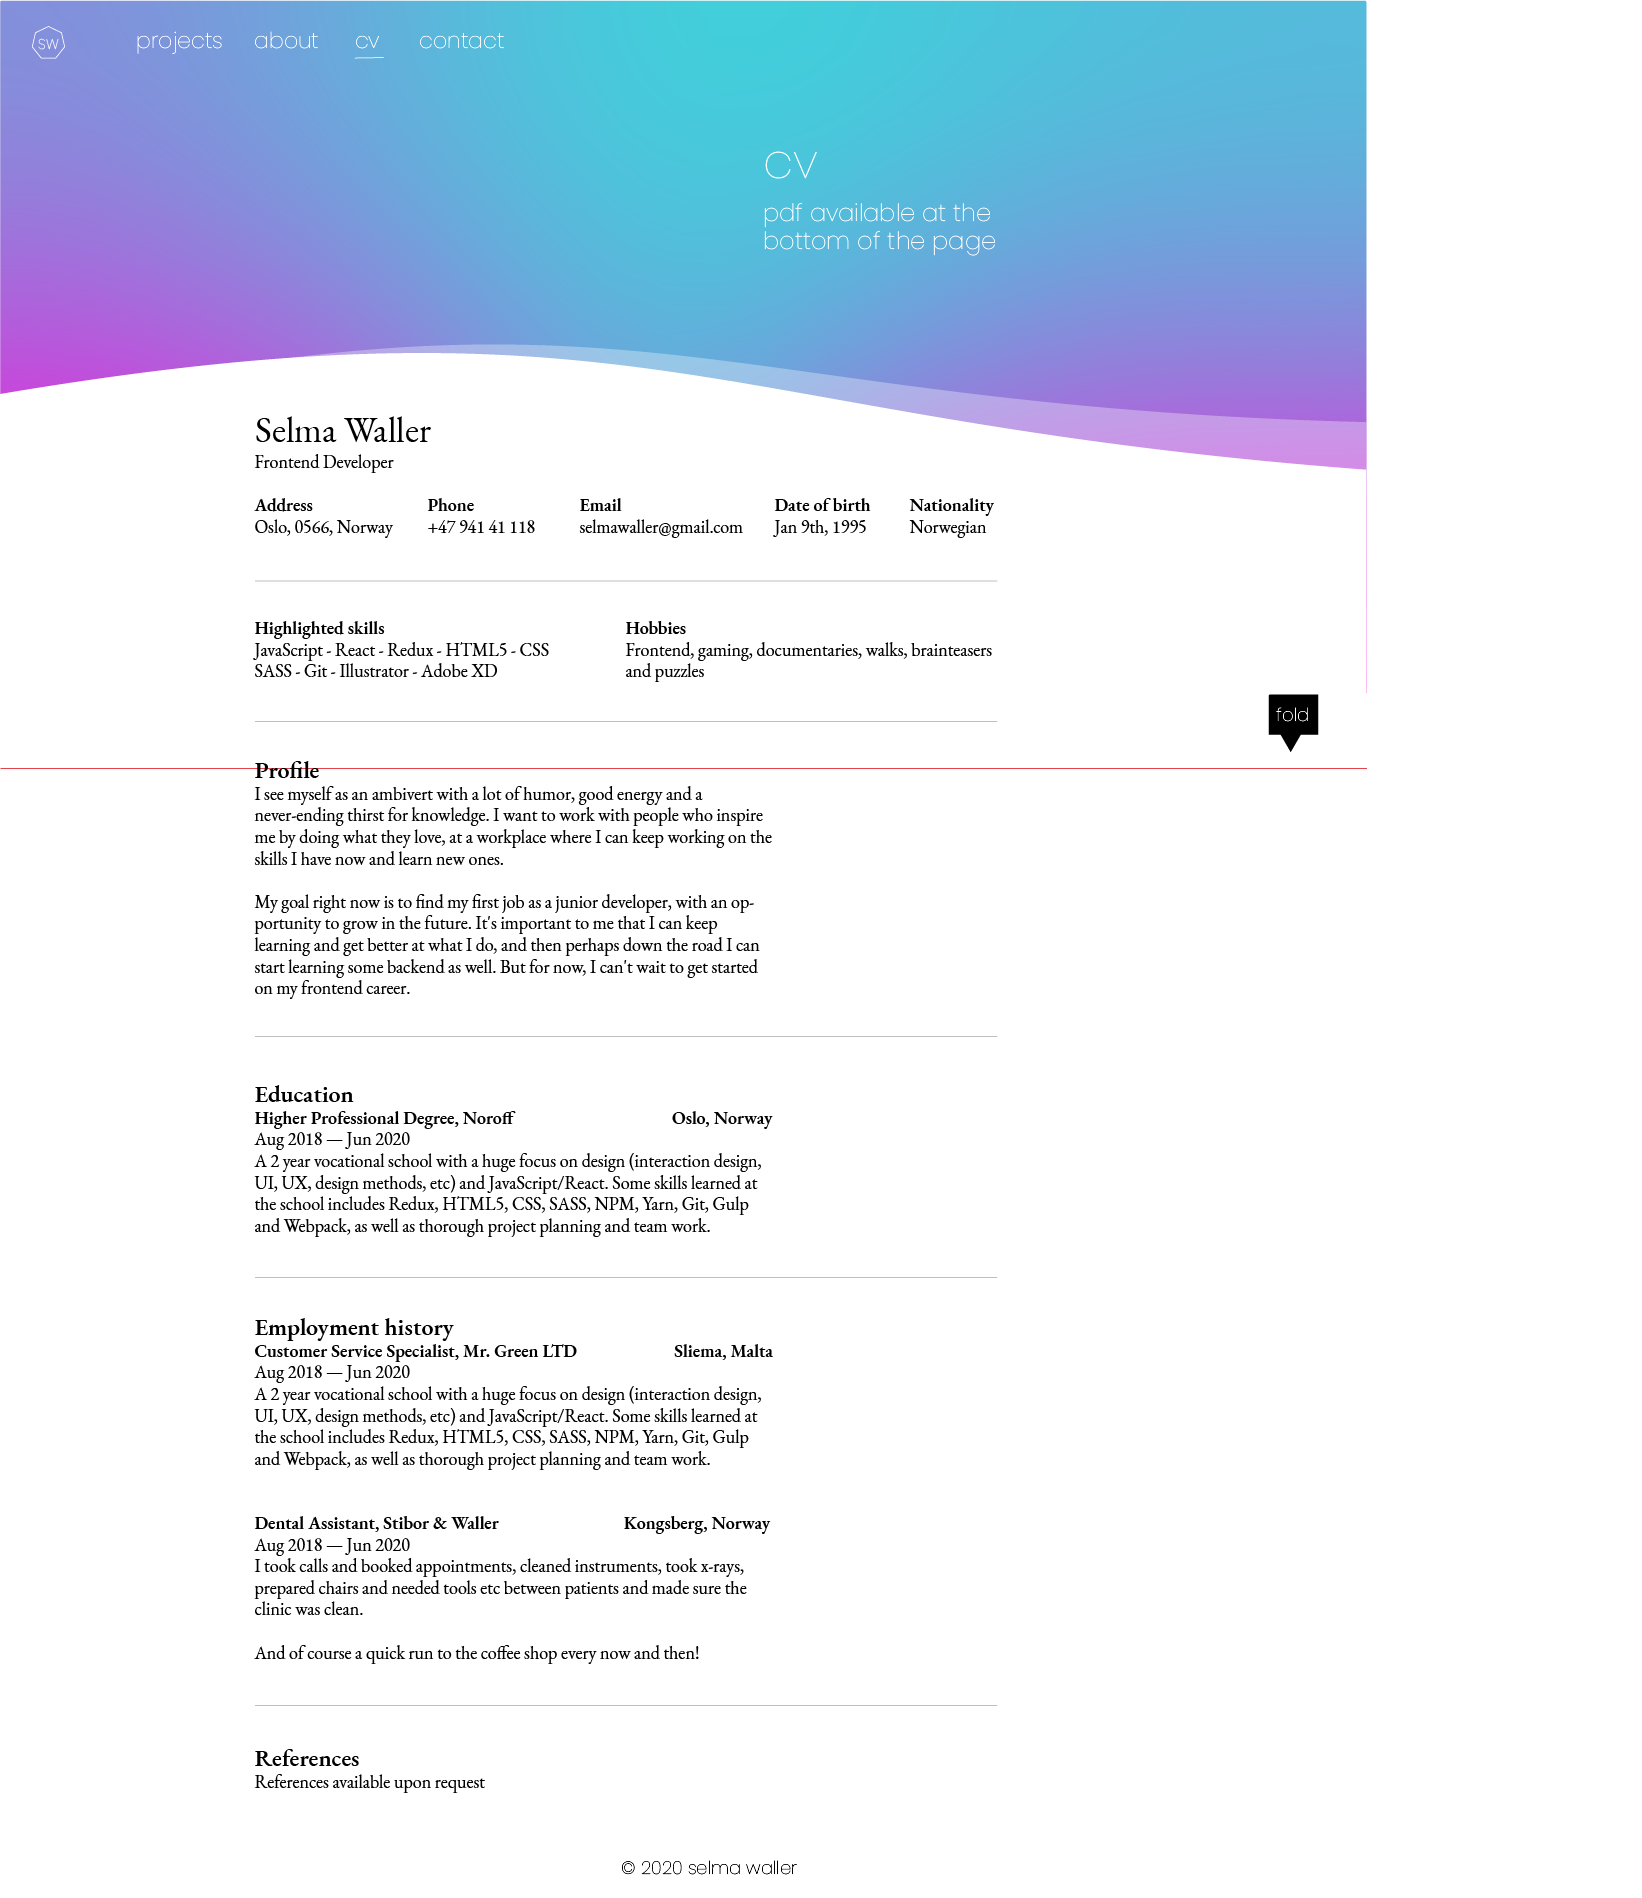 SW projects about cv contact
CV
pdf available at the
bottom of the page
Selma Waller
Frontend Developer
Address Phone Email Date of birth Nationality
Oslo, 0566, Norway +47 941 41 118 selmawaller@gmail.com Jan 9th, 1995 Norwegian
Highlighted skills Hobbies
JavaScript - React - Redux - HTML5 - CSS Frontend, gaming, documentaries, walks, brainteasers
SASS - Git - Illustrator - Adobe XD and puzzles
fold
Profile
I see myself as an ambivert with a lot of humor, good energy and a
never-ending thirst for knowledge. I want to work with people who inspire
me by doing what they love, at a workplace where I can keep working on the
skills I have now and learn new ones.
My goal right now is to find my first job as a junior developer, with an op-
portunity to grow in the future. It's important to me that I can keep
learning and get better at what I do, and then perhaps down the road I can
start learning some backend as well. But for now, I can't wait to get started
on my frontend career.
Education
Higher Professional Degree, Noroff Oslo, Norway
Aug 2018 — Jun 2020
A 2 year vocational school with a huge focus on design (interaction design,
UI, UX, design methods, etc) and JavaScript/React. Some skills learned at
the school includes Redux, HTML5, CSS, SASS, NPM, Yarn, Git, Gulp
and Webpack, as well as thorough project planning and team work.
Employment history
Customer Service Specialist, Mr. Green LTD Sliema, Malta
Aug 2018 — Jun 2020
A 2 year vocational school with a huge focus on design (interaction design,
UI, UX, design methods, etc) and JavaScript/React. Some skills learned at
the school includes Redux, HTML5, CSS, SASS, NPM, Yarn, Git, Gulp
and Webpack, as well as thorough project planning and team work.
Dental Assistant, Stibor & Waller Kongsberg, Norway
Aug 2018 — Jun 2020
I took calls and booked appointments, cleaned instruments, took x-rays,
prepared chairs and needed tools etc between patients and made sure the
clinic was clean.
And of course a quick run to the coffee shop every now and then!
References
References available upon request
© 2020 selma waller